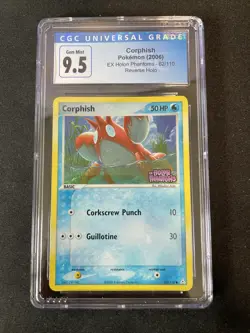 CGC UNIVERSAL GRADE
Gem Mint
9.5
Corphish
Pokémon (2006)
EX Holon Phantoms - 62/110
Reverse Holo
Corphish
50 HP
BASIC
Corkscrew Punch 10
Guillotine 30